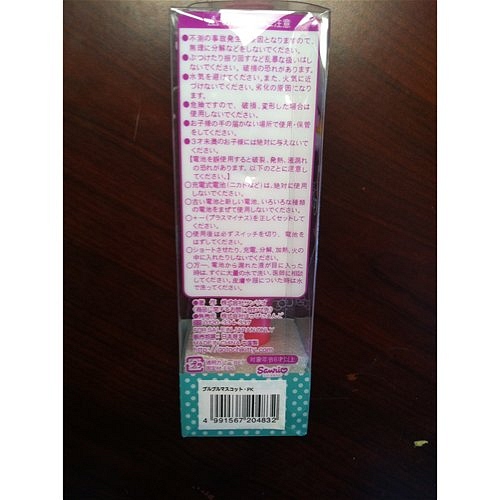 ●不測の事故発生の原因となりますので、
無理に分解などをしないでください。
●ぶつけたり振り回すなど乱暴な扱いはし
ないでください。破損の恐れがあります。
●水気を避けてください。また、火気に近
づけないでください。劣化の原因になり
ます。
●危険ですので、破損、変形した場合は
使用しないでください。
●お子様の手の届かない場所で使用・保管
をしてください。
●3才未満のお子様には絶対に与えないで
ください。
【電池を誤使用すると破裂、発熱、液漏れ
の恐れがあります。以下のことに注意し
てください。】
○充電式電池(ニカドなど)は、絶対に使用
しないでください。
○古い電池と新しい電池、いろいろな種類
の電池をまぜて使用しないでください。
○+-(プラスマイナス)を正しくセットして
ください。
○使用後は必ずスイッチを切り、電池を
はずしてください。
○ショートさせたり、充電、分解、加熱、火の
中に入れたりしないでください。
○万一、電池から漏れた液が目に入った
時は、すぐに大量の水で洗い、医師に相談
してください。皮膚や服についた時は水
で洗ってください。
FOR SALE IN JAPAN ONLY
MADE IN CHINA
対象年令6才以上
Sanrio
ブルブルマスコット・PK
4 991567 204832